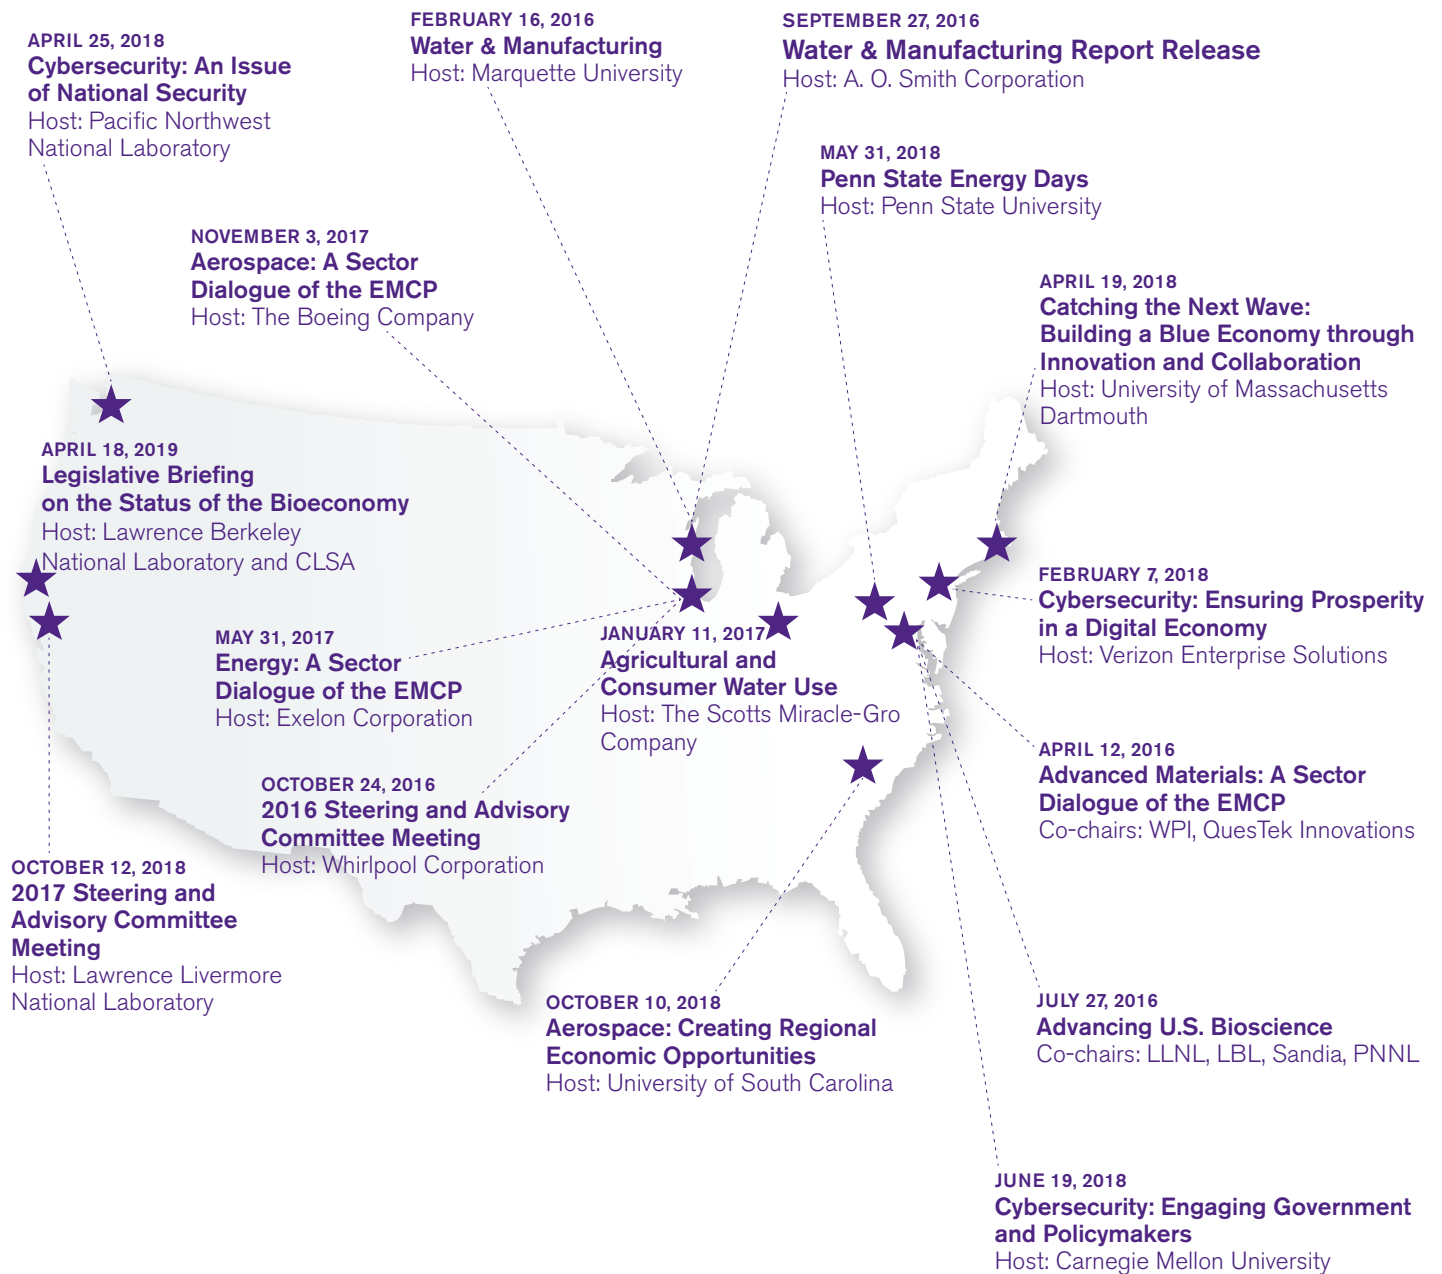 FEBRUARY 16, 2016
Water & Manufacturing
Host: Marquette University
SEPTEMBER 27, 2016
Water & Manufacturing Report Release
Host: A. O. Smith Corporation
APRIL 25, 2018
Cybersecurity: An Issue
of National Security
Host: Pacific Northwest
National Laboratory
MAY 31, 2018
Penn State Energy Days
Host: Penn State University
NOVEMBER 3, 2017
Aerospace: A Sector
Dialogue of the EMCP
Host: The Boeing Company
APRIL 19, 2018
Catching the Next Wave:
Building a Blue Economy through
Innovation and Collaboration
Host: University of Massachusetts
Dartmouth
APRIL 18, 2019
Legislative Briefing
on the Status of the Bioeconomy
Host: Lawrence Berkeley
National Laboratory and CLSA
FEBRUARY 7, 2018
Cybersecurity: Ensuring Prosperity
in a Digital Economy
Host: Verizon Enterprise Solutions
MAY 31, 2017
Energy: A Sector
Dialogue of the EMCP
Host: Exelon Corporation
JANUARY 11, 2017
Agricultural and
Consumer Water Use
Host: The Scotts Miracle-Gro
Company
APRIL 12, 2016
Advanced Materials: A Sector
Dialogue of the EMCP
Co-chairs: WPI, QuesTek Innovations
OCTOBER 24, 2016
2016 Steering and Advisory
Committee Meeting
Host: Whirlpool Corporation
OCTOBER 12, 2018
2017 Steering and
Advisory Committee
Meeting
Host: Lawrence Livermore
National Laboratory
OCTOBER 10, 2018
Aerospace: Creating Regional
Economic Opportunities
Host: University of South Carolina
JULY 27, 2016
Advancing U.S. Bioscience
Co-chairs: LLNL, LBL, Sandia, PNNL
JUNE 19, 2018
Cybersecurity: Engaging Government
and Policymakers
Host: Carnegie Mellon University